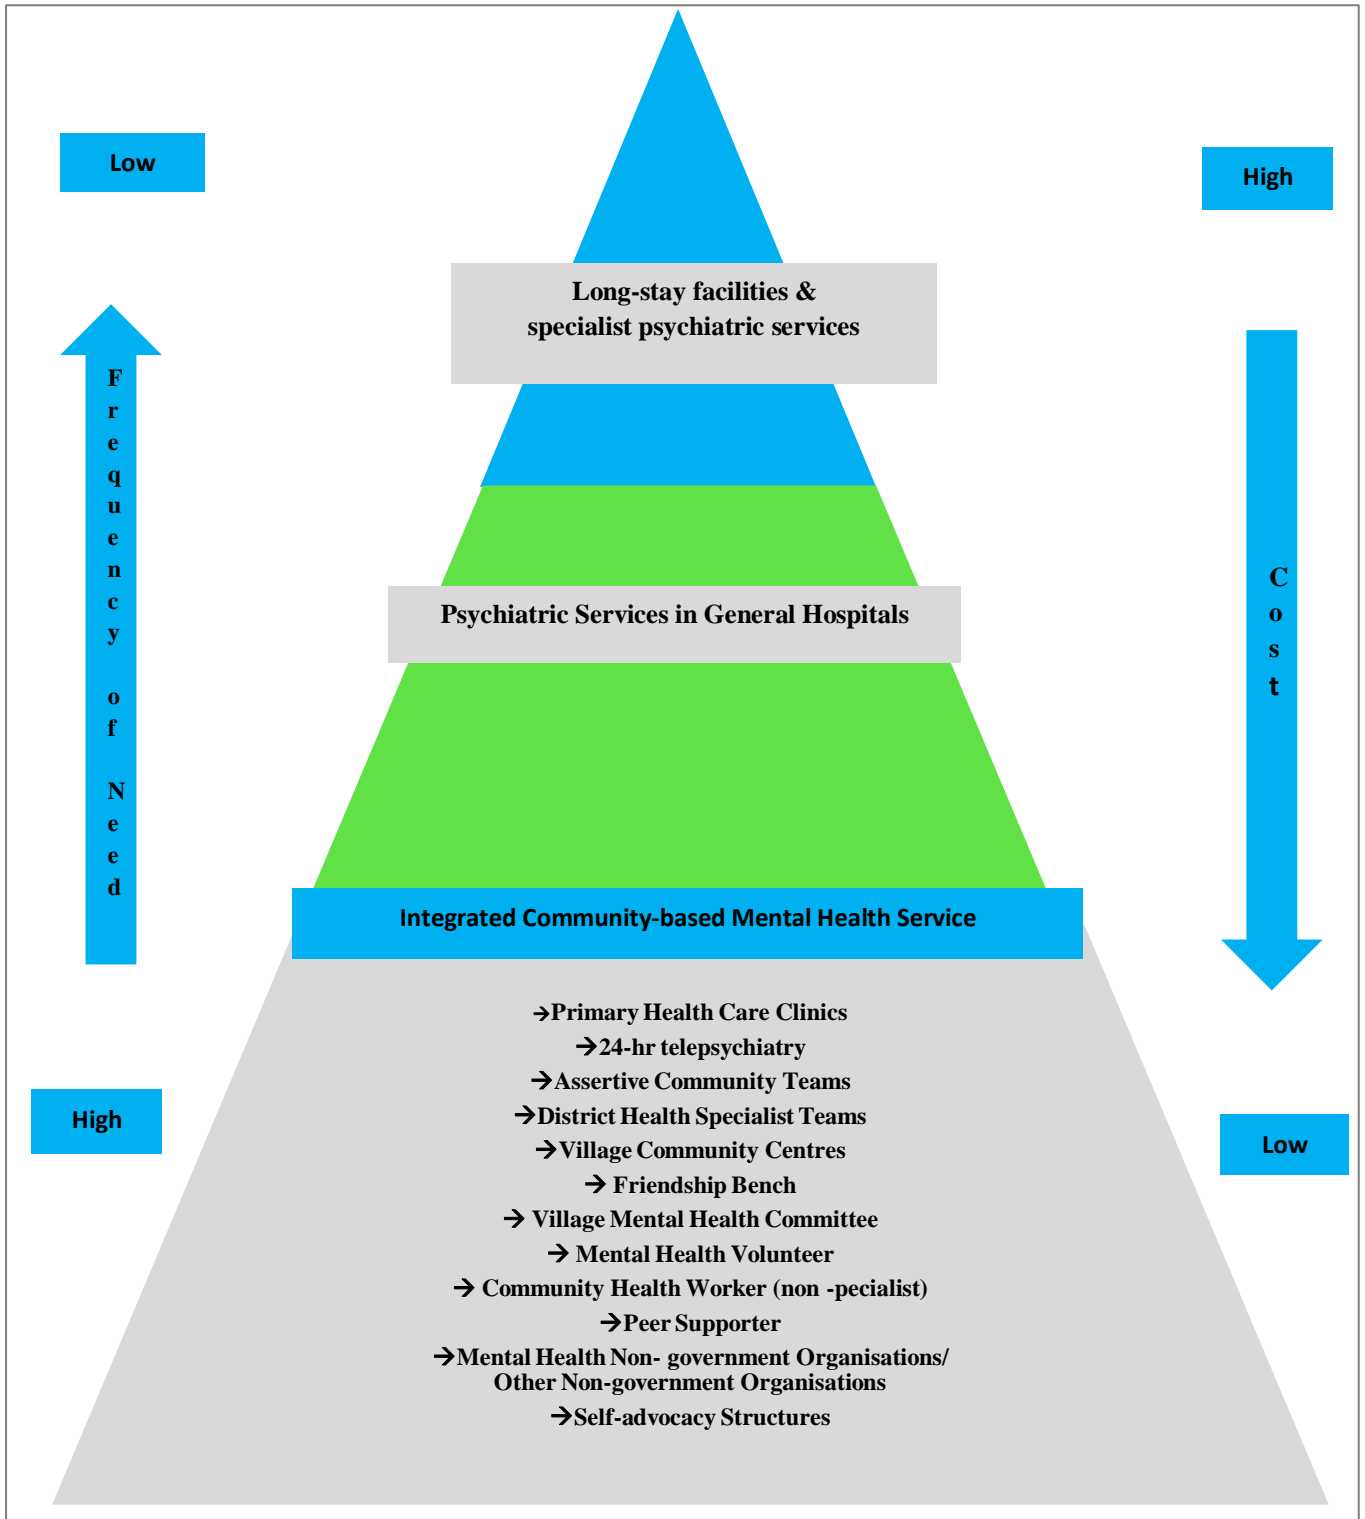 Low
High
Long-stay facilities &
specialist psychiatric services
Frequency of Need
Psychiatric Services in General Hospitals
Cost
Integrated Community-based Mental Health Service
→Primary Health Care Clinics
→24-hr telepsychiatry
→Assertive Community Teams
→District Health Specialist Teams
→Village Community Centres
→ Friendship Bench
→ Village Mental Health Committee
→ Mental Health Volunteer
→ Community Health Worker (non -pecialist)
→Peer Supporter
→Mental Health Non- government Organisations/
Other Non-government Organisations
→Self-advocacy Structures
High
Low